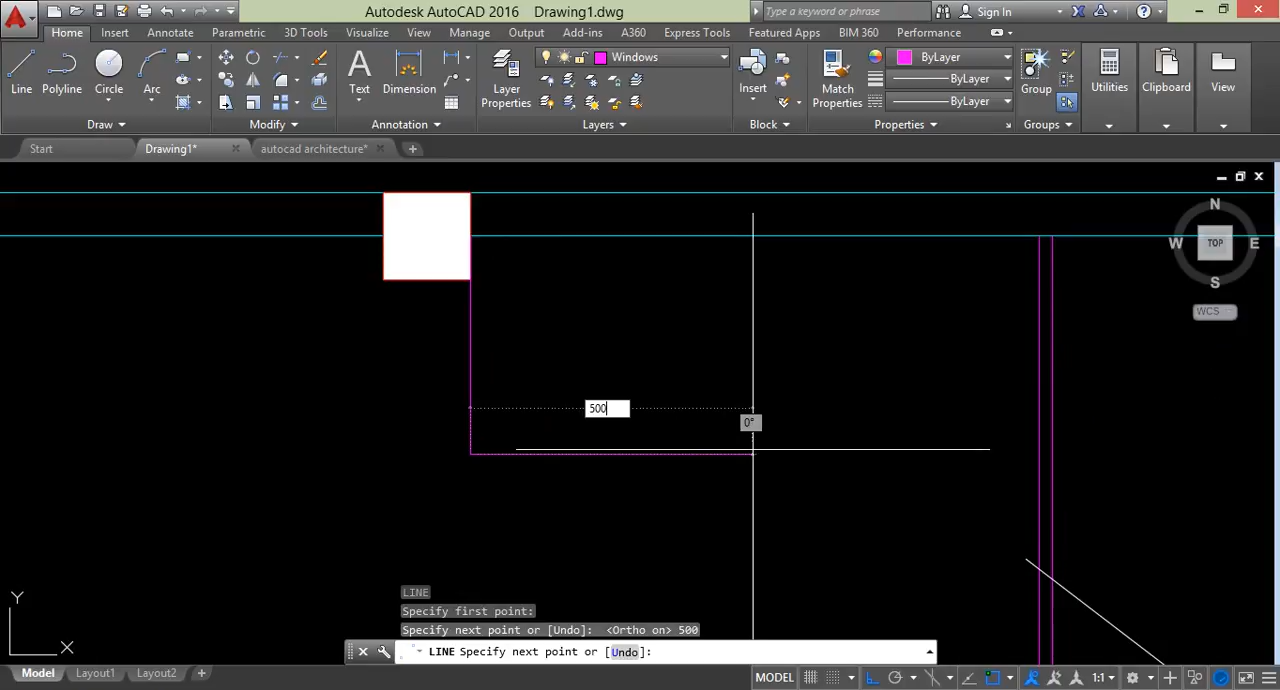 Autodesk AutoCAD 2016 Drawing1.dwg
Type a keyword or phrase
Sign In
Home Insert Annotate Parametric 3D Tools Visualize View Manage Output Add-ins A360 Express Tools Featured Apps BIM 360 Performance
Line Polyline Circle Arc
Text Dimension
Layer Properties
Windows
Insert
Match Properties
ByLayer
ByLayer
ByLayer
Group
Utilities
Clipboard
View
Draw Modify Annotation Layers Block Properties Groups
Start Drawing1* autocad architecture*
N
W TOP E
S
WCS
500
0°
Y
X
LINE
Specify first point:
Specify next point or [Undo]: <Ortho on> 500
LINE Specify next point or [Undo]:
Model Layout1 Layout2
MODEL 1:1